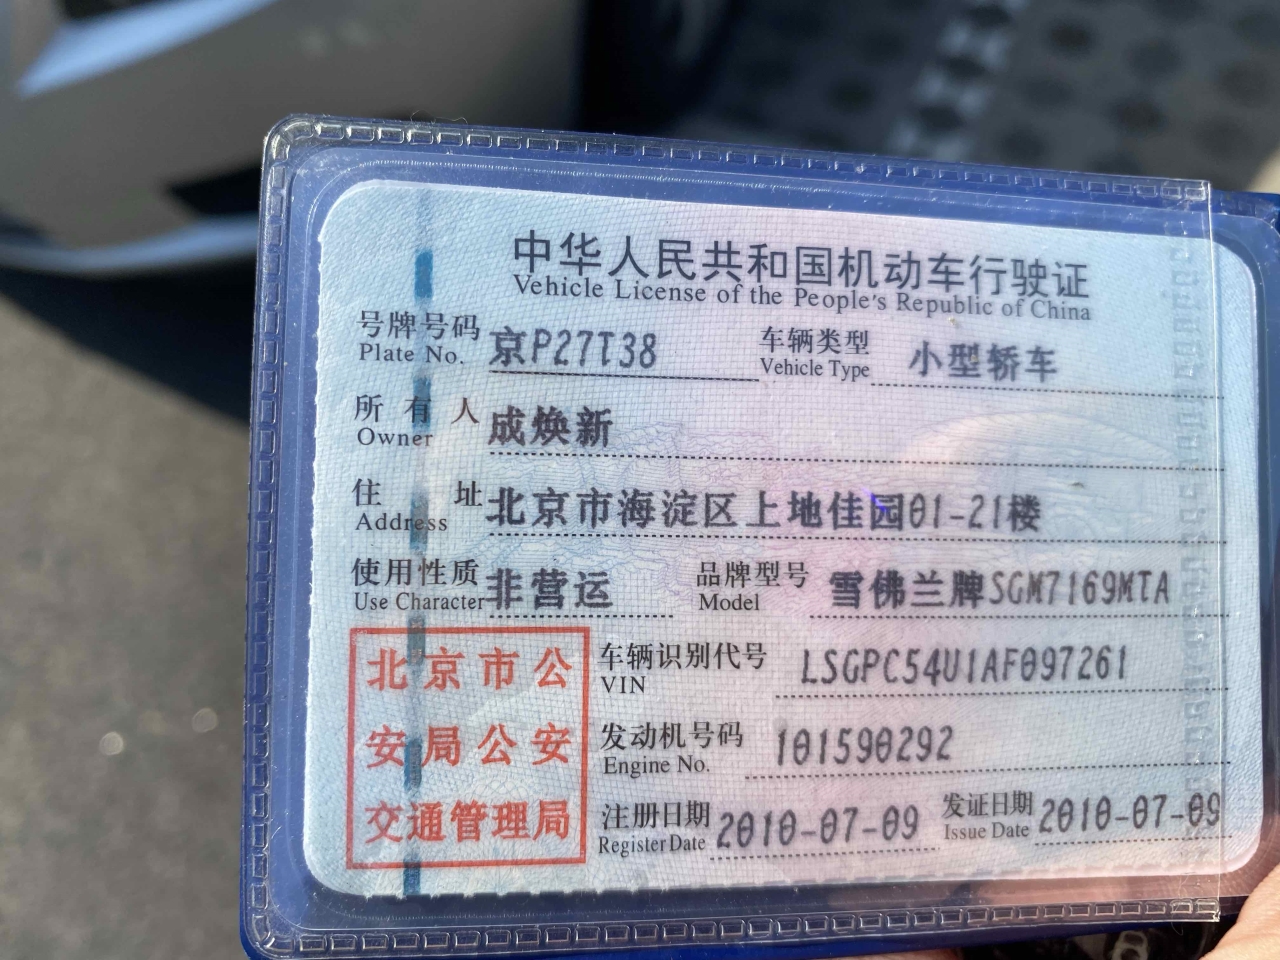 中华人民共和国机动车行驶证
Vehicle License of the People's Republic of China
号牌号码 京P27T38 车辆类型 小型轿车
Plate No. Vehicle Type
所有人 成焕新
Owner
住址 北京市海淀区上地佳园01-21楼
Address
使用性质 非营运 品牌型号 雪佛兰牌SGM7169MTA
Use Character Model
北京市公
安局公安
交通管理局
车辆识别代号 LSGPC54U1AF097261
VIN
发动机号码 101590292
Engine No.
注册日期 2010-07-09 发证日期 2010-07-09
Register Date Issue Date